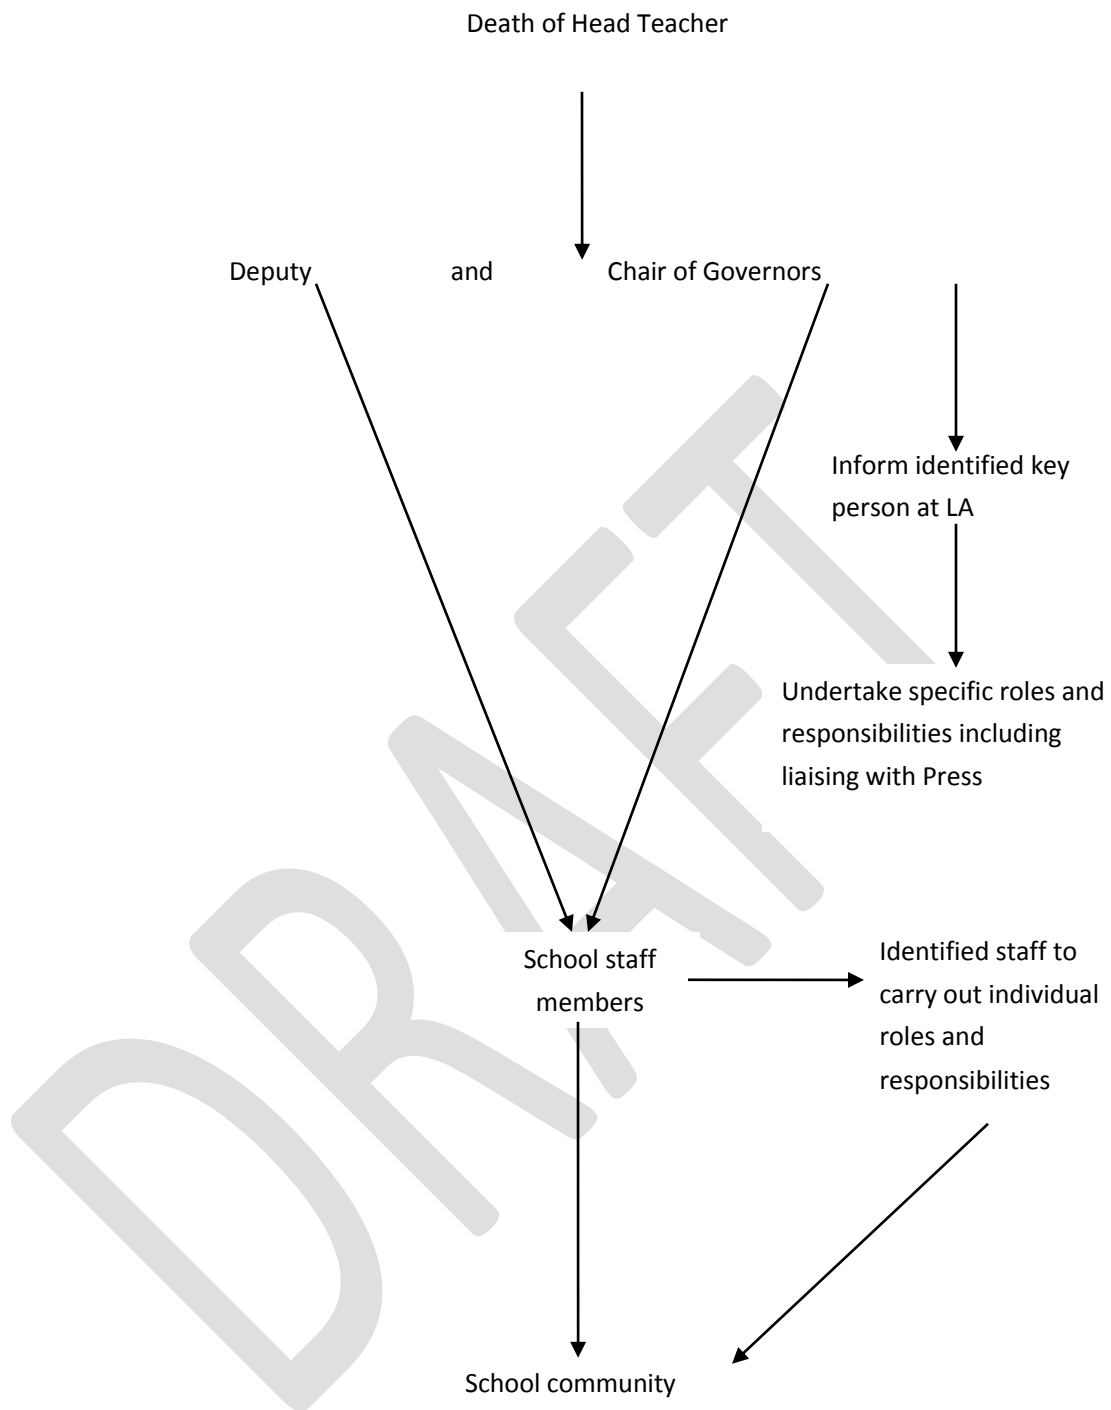 Death of Head Teacher
Deputy and Chair of Governors
Inform identified key
person at LA
Undertake specific roles and
responsibilities including
liaising with Press
School staff
members
Identified staff to
carry out individual
roles and
responsibilities
School community
DRAFT